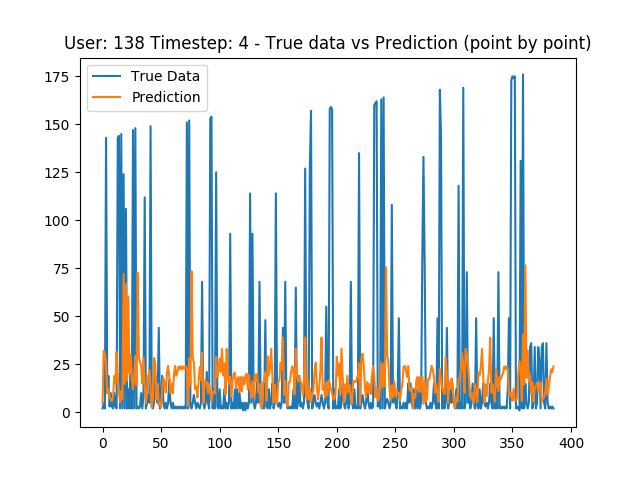 User: 138 Timestep: 4 - True data vs Prediction (point by point)
True Data
Prediction
175
150
125
100
75
50
25
0
0 50 100 150 200 250 300 350 400